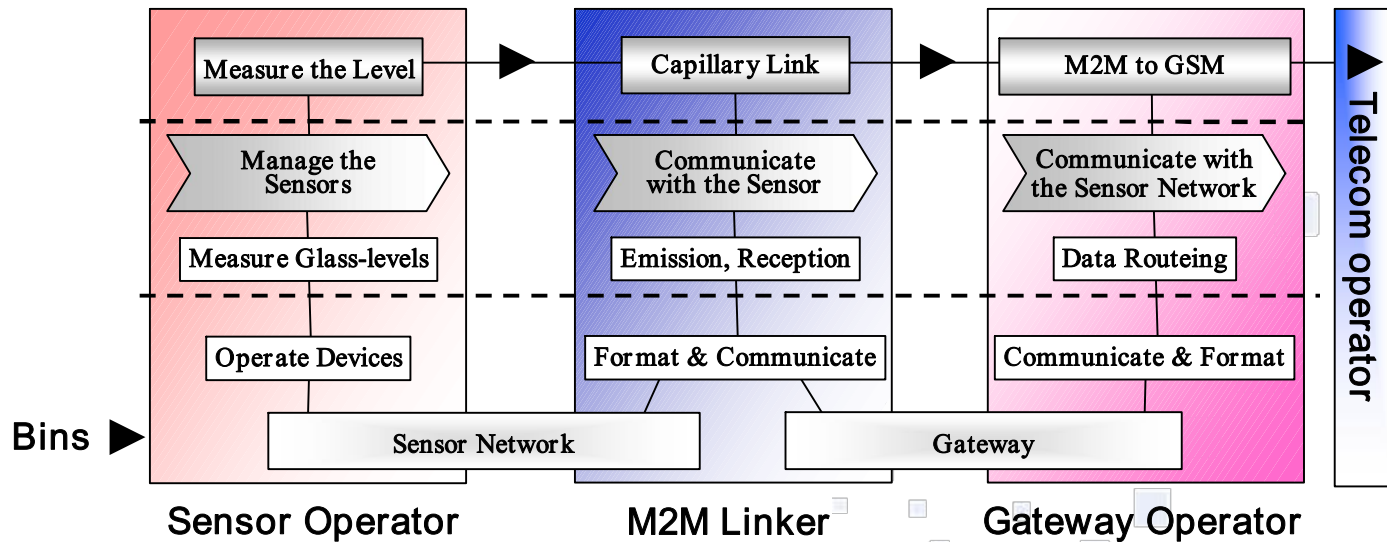 Measure the Level
Capillary Link
M2M to GSM
Manage the
Sensors
Communicate
with the Sensor
Communicate with
the Sensor Network
Measure Glass-levels
Emission, Reception
Data Routeing
Operate Devices
Format & Communicate
Communicate & Format
Bins
Sensor Network
Gateway
Sensor Operator
M2M Linker
Gateway Operator
Telecom operator